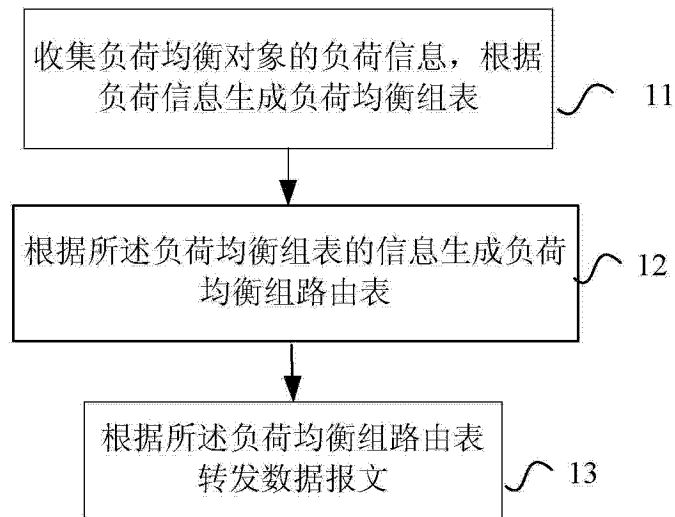 收集负荷均衡对象的负荷信息，根据
负荷信息生成负荷均衡组表
11
根据所述负荷均衡组表的信息生成负荷
均衡组路由表
12
根据所述负荷均衡组路由表
转发数据报文
13